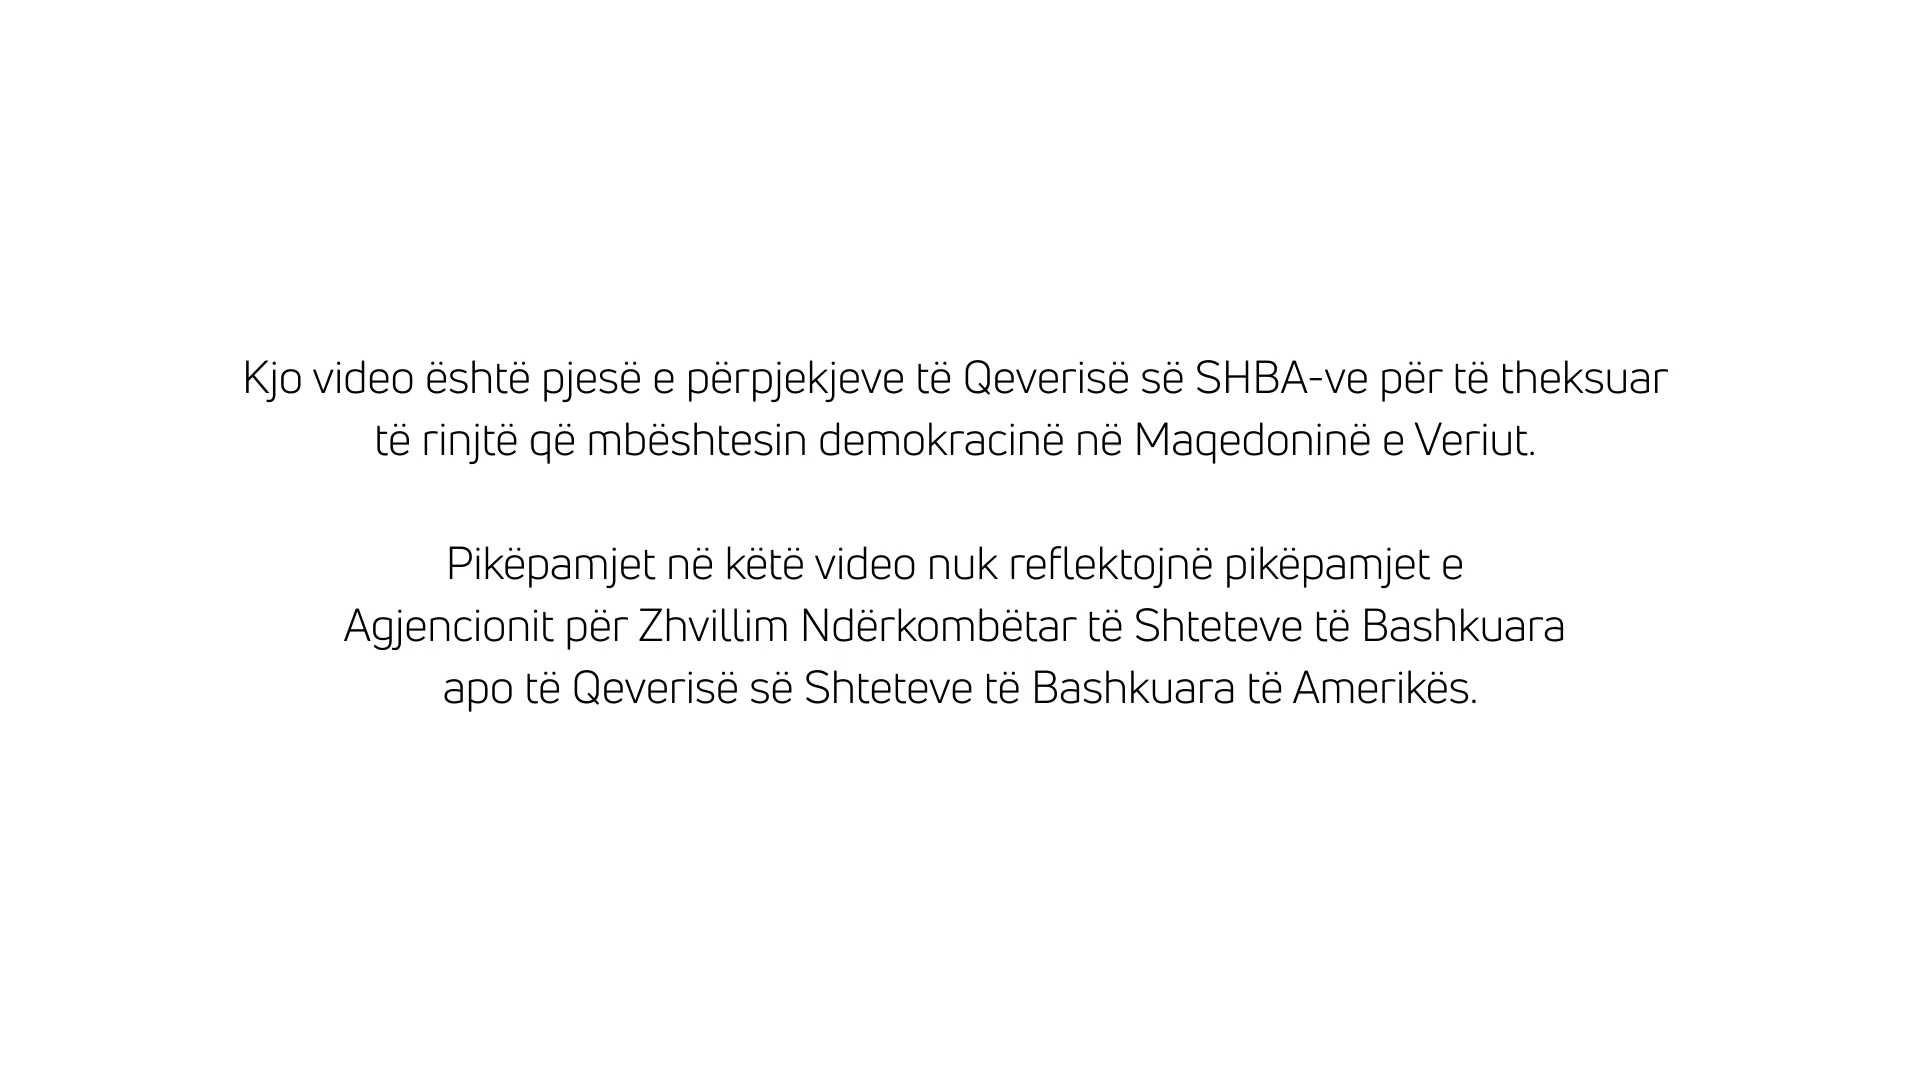 Kjo video është pjesë e përpjekjeve të Qeverisë së SHBA-ve për të theksuar
të rinjtë që mbështesin demokracinë në Maqedoninë e Veriut.
Pikëpamjet në këtë video nuk reflektojnë pikëpamjet e
Agjencionit për Zhvillim Ndërkombëtar të Shteteve të Bashkuara
apo të Qeverisë së Shteteve të Bashkuara të Amerikës.